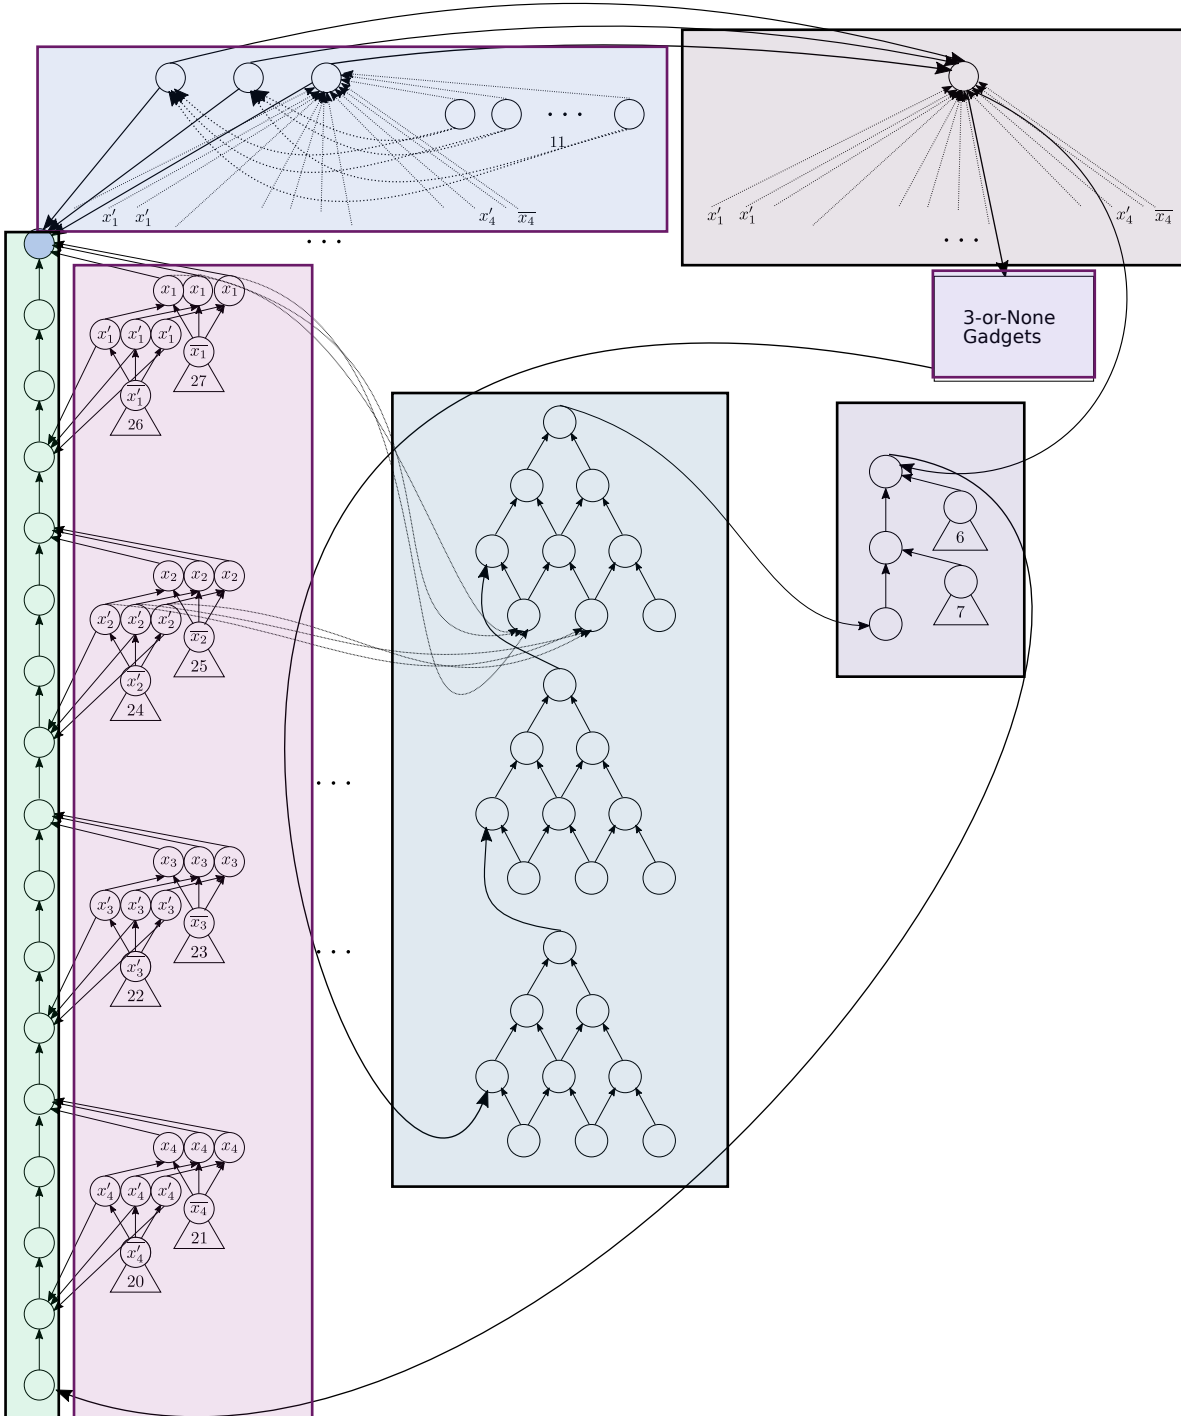 . . .
11
x′₁ x′₁ x′₄ x̅₄
x′₁ x′₁ x′₄ x̅₄
. . .
. . .
x₁ x₁ x₁
x′₁ x′₁ x′₁
x̅₁
27
x̅′₁
26
3-or-None
Gadgets
6
7
x₂ x₂ x₂
x′₂ x′₂ x′₂
x̅₂
25
x̅′₂
24
. . .
x₃ x₃ x₃
x′₃ x′₃ x′₃
x̅₃
23
x̅′₃
22
. . .
x₄ x₄ x₄
x′₄ x′₄ x′₄
x̅₄
21
x̅′₄
20